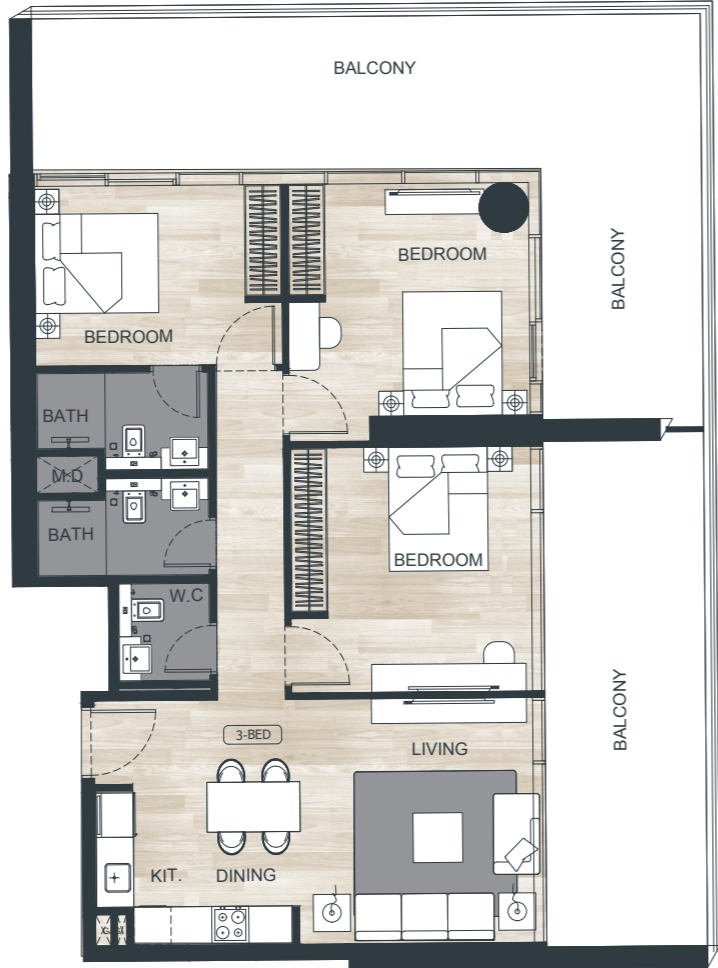 BALCONY
BEDROOM
BALCONY
BEDROOM
BATH
M.D
BATH
BEDROOM
W.C
BALCONY
3-BED
LIVING
KIT.
DINING